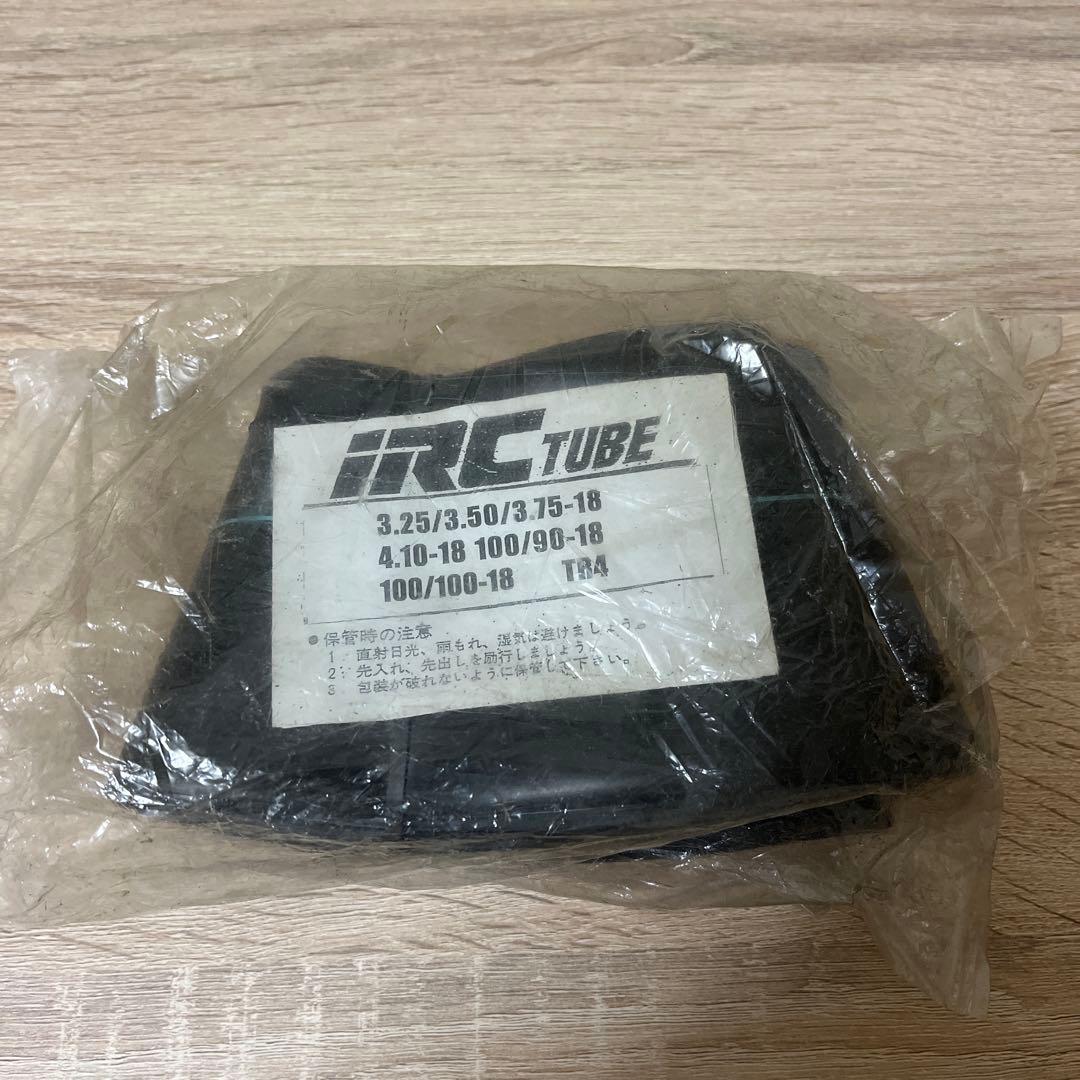 iRC TUBE
3.25/3.50/3.75-18
4.10-18 100/90-18
100/100-18 TR4
●保管時の注意
1. 直射日光、雨もれ、湿気は避けましょう。
2. 先入れ、先出しを励行しましょう。
3 包装が破れないように保管して下さい。